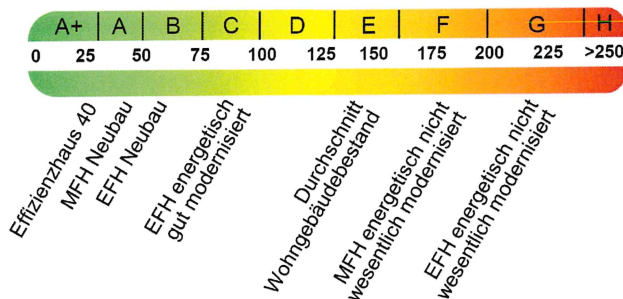 A+ A B C D E F G H
0 25 50 75 100 125 150 175 200 225 >250
Effizienzhaus 40
MFH Neubau
EFH Neubau
EFH energetisch
gut modernisiert
Durchschnitt
Wohngebäudebestand
MFH energetisch nicht
wesentlich modernisiert
EFH energetisch nicht
wesentlich modernisiert